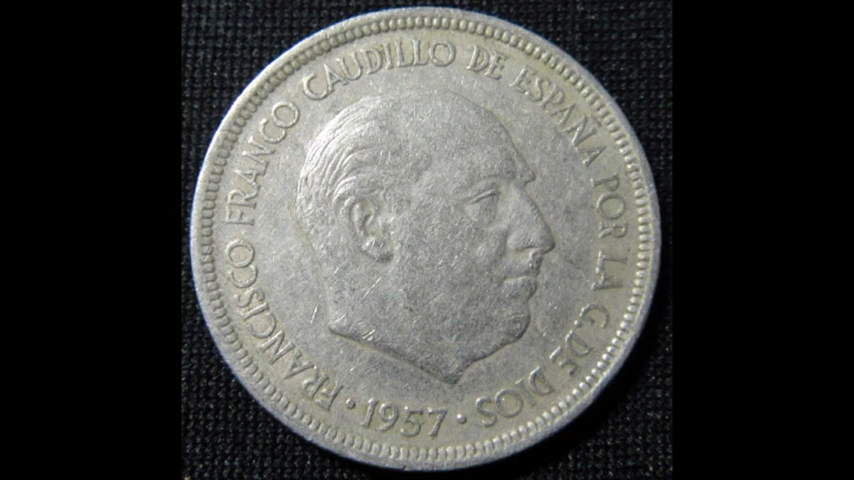 FRANCISCO FRANCO CAUDILLO DE ESPAÑA POR LA G. DE DIOS
· 1957 ·